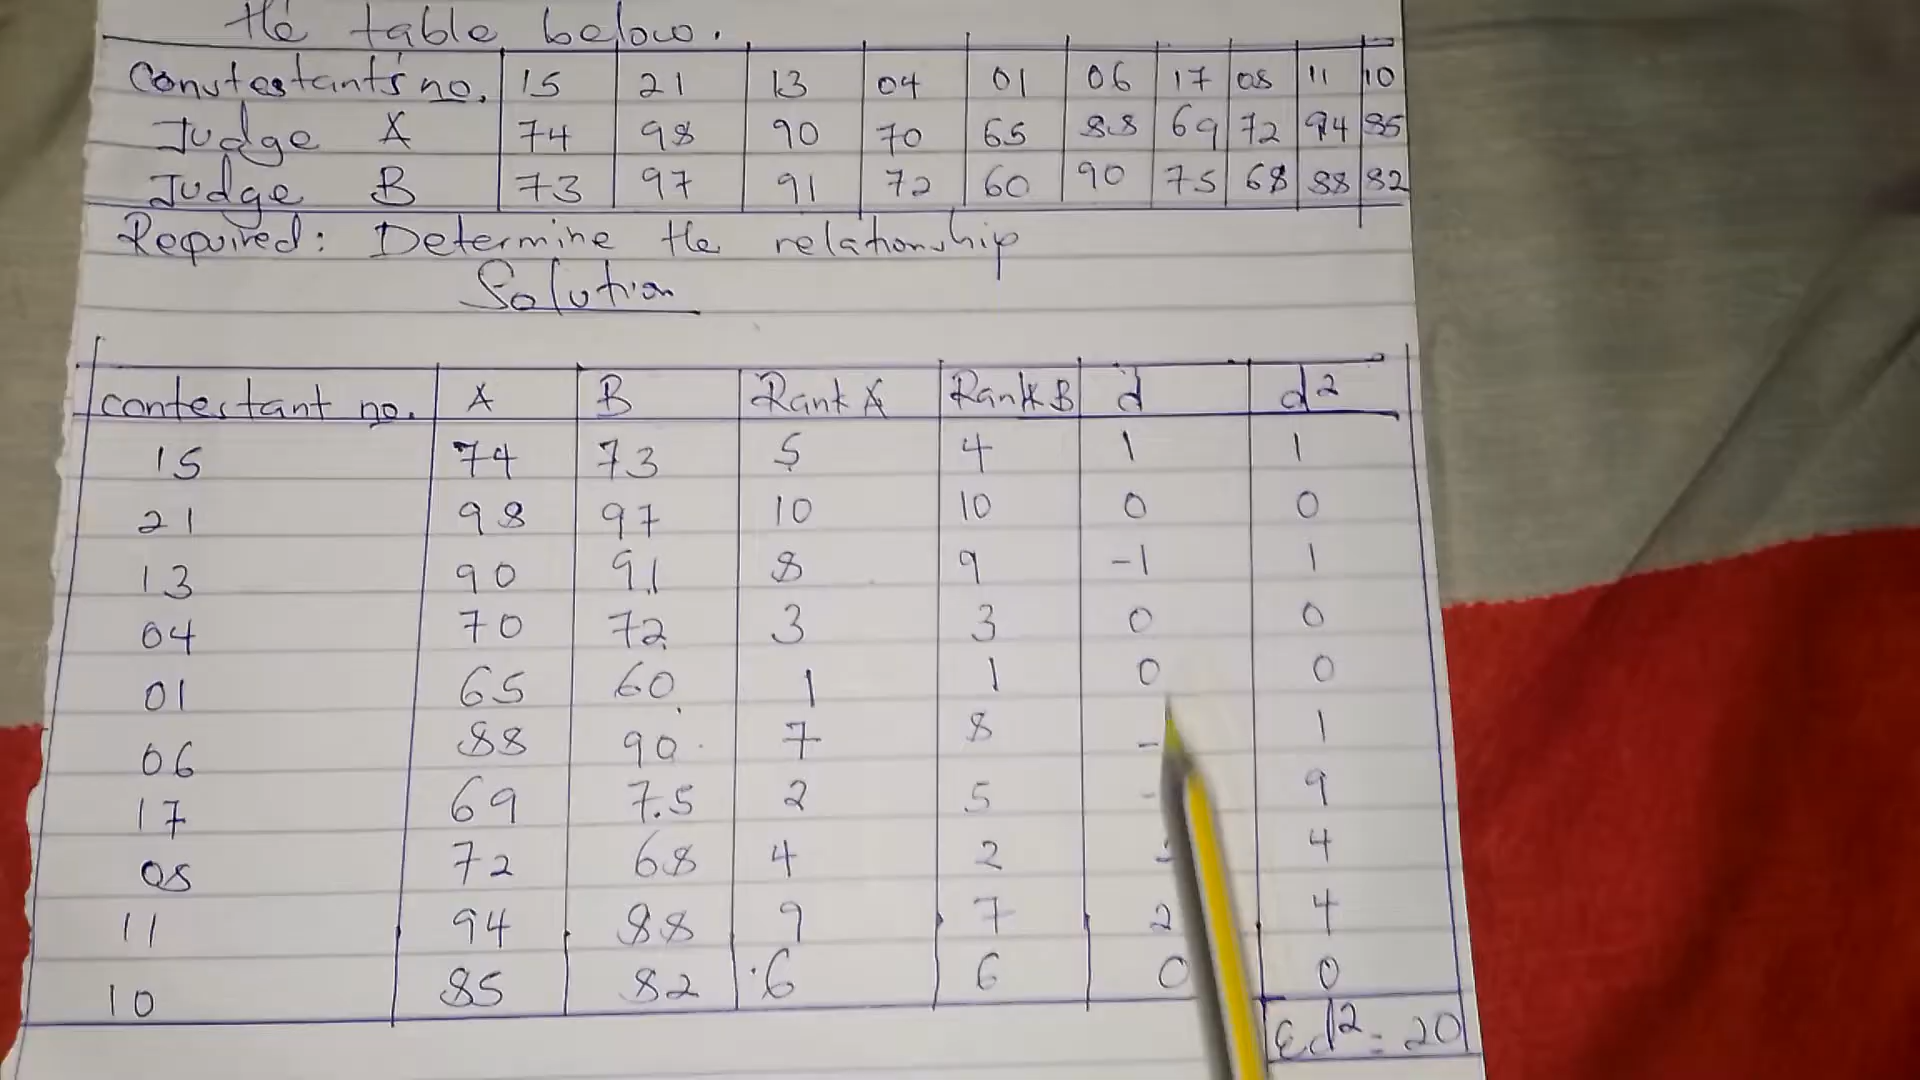 the table below.
Contestants no. 15 21 13 04 01 06 17 08 11 10
Judge A 74 98 90 70 65 88 69 72 94 85
Judge B 73 97 91 72 60 90 75 68 88 82
Required: Determine the relationship
Solution
contestant no. A B Rank A Rank B d d²
15 74 73 5 4 1 1
21 98 97 10 10 0 0
13 90 91 8 9 -1 1
04 70 72 3 3 0 0
01 65 60 1 1 0 0
06 88 90 7 8 - 1
17 69 75 2 5 - 9
08 72 68 4 2 4
11 94 88 9 7 2 4
10 85 82 6 6 0 0
Ed² = 20